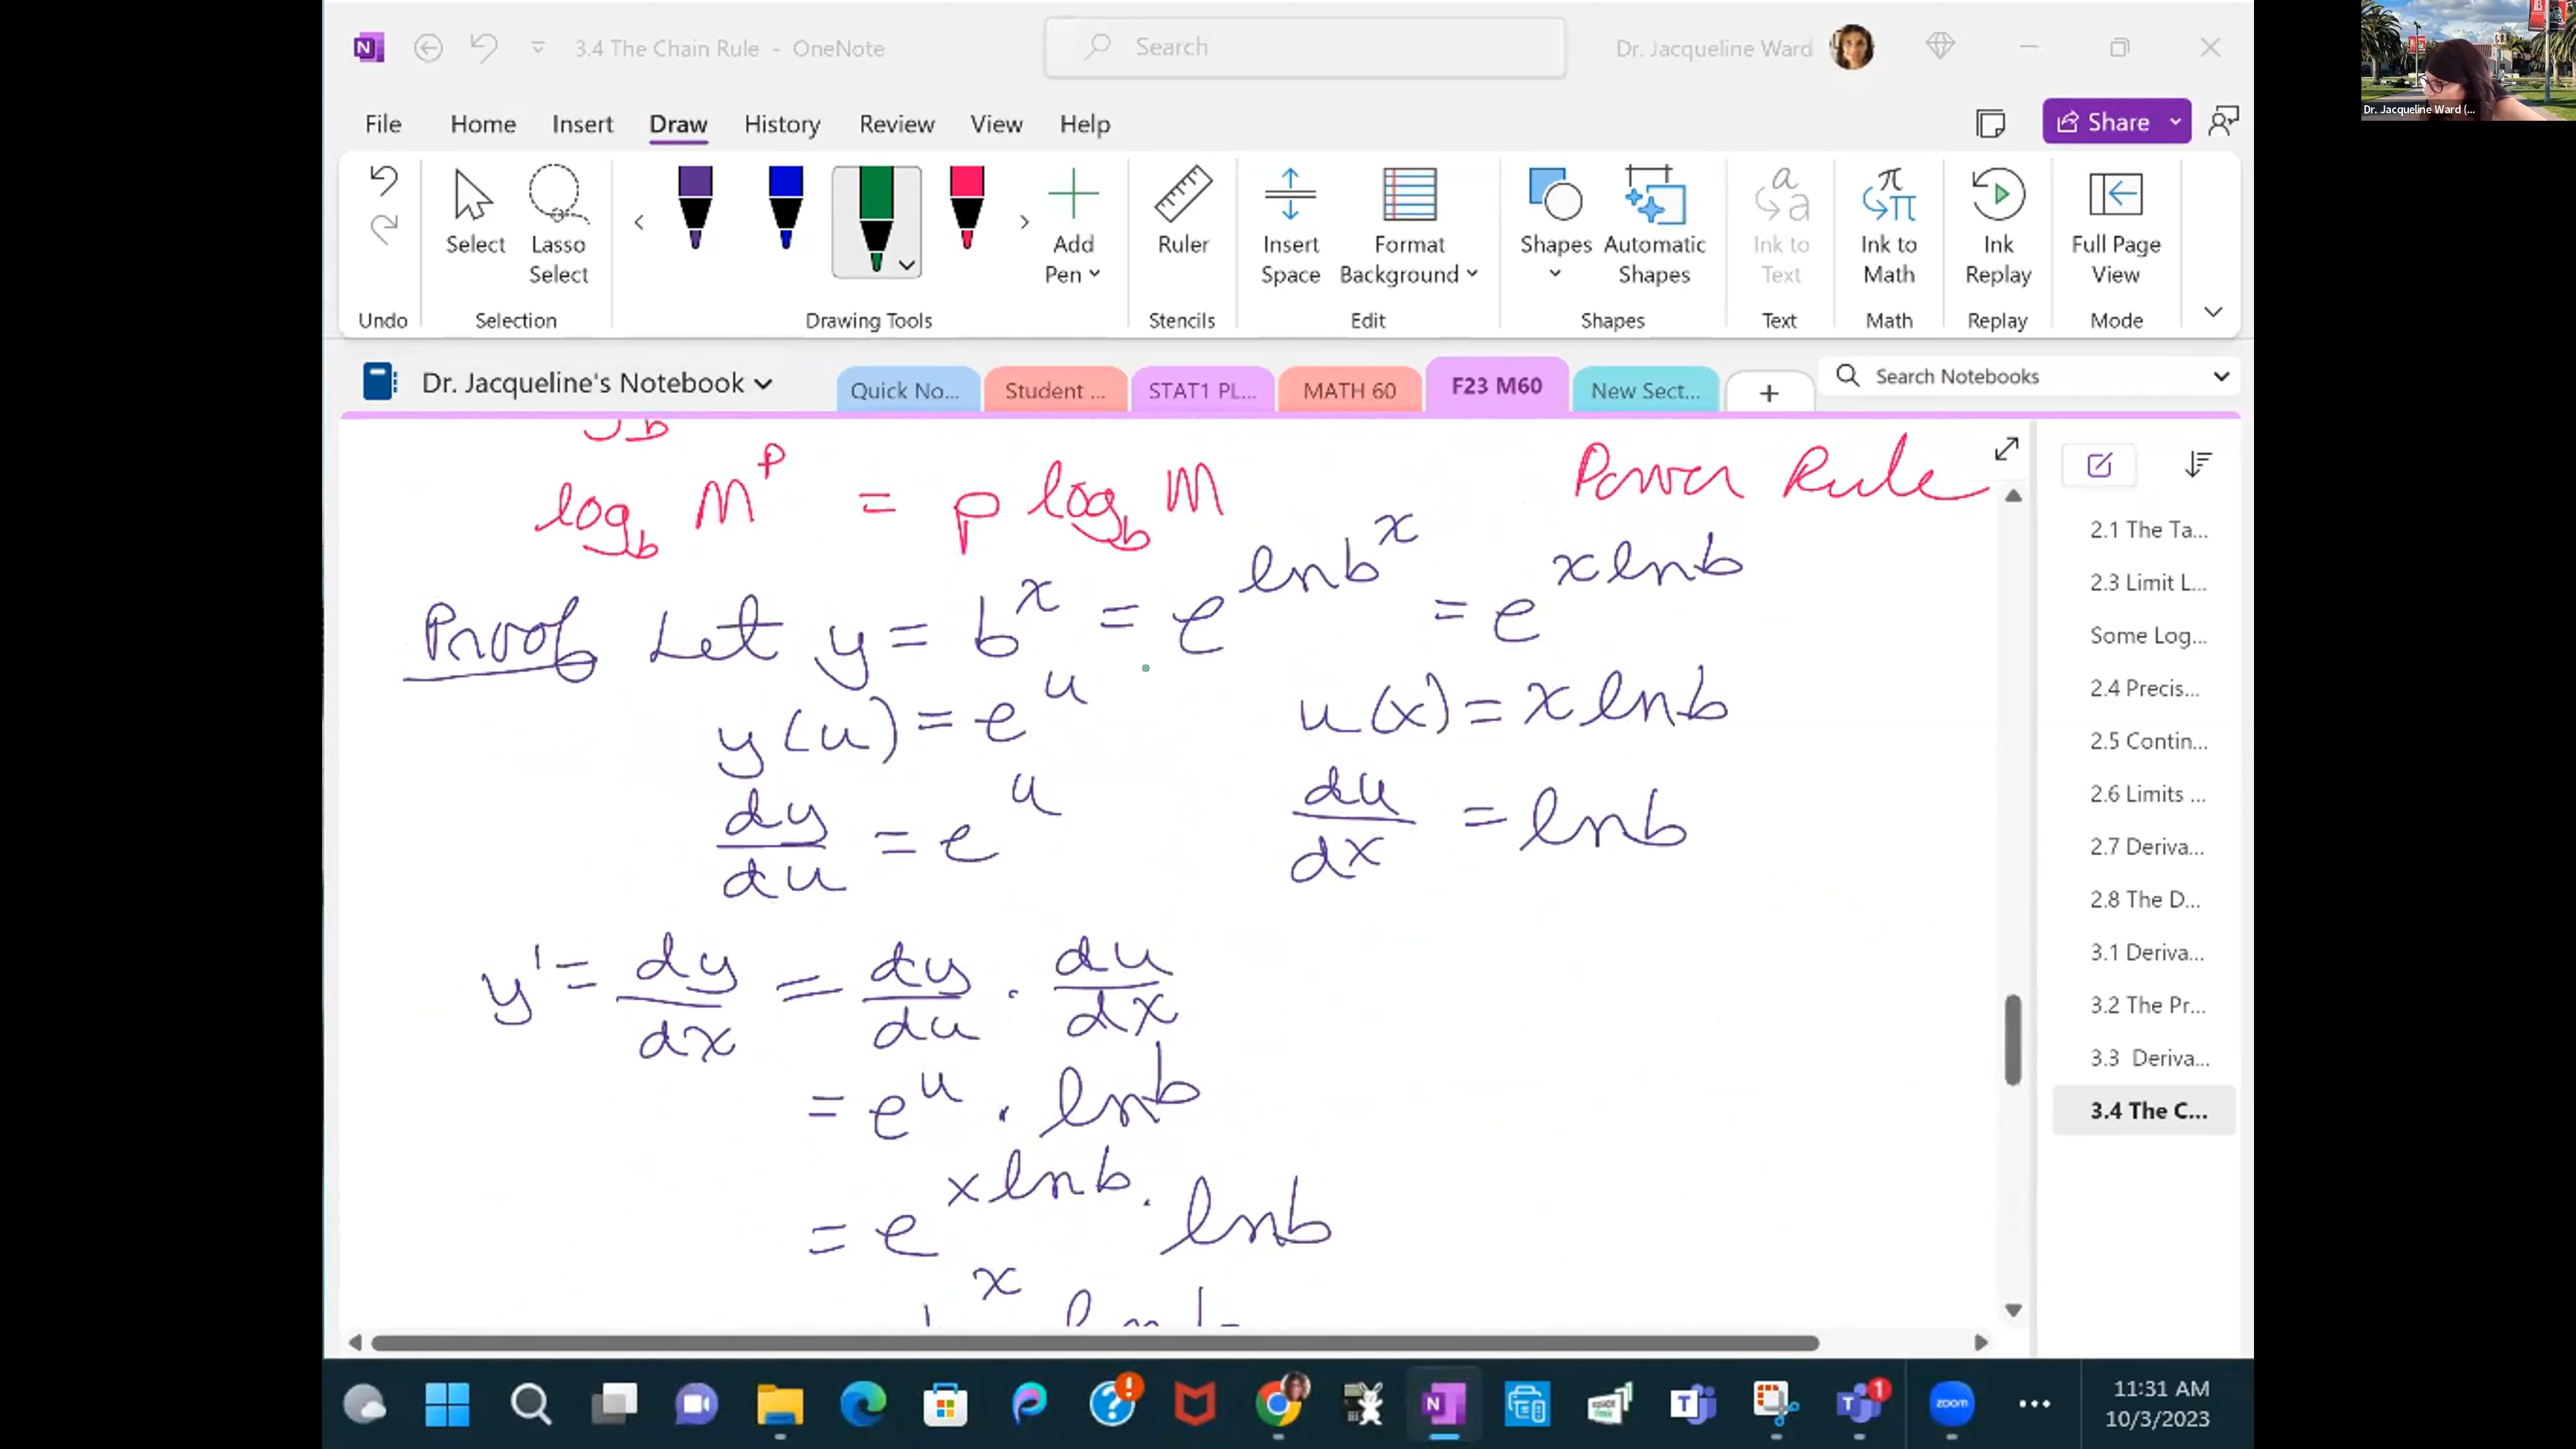 3.4 The Chain Rule - OneNote
Search
Dr. Jacqueline Ward
Dr. Jacqueline Ward (...
File Home Insert Draw History Review View Help
Share
Select
Lasso Select
Add Pen
Ruler
Insert Space
Format Background
Shapes
Automatic Shapes
Ink to Text
Ink to Math
Ink Replay
Full Page View
Undo Selection Drawing Tools Stencils Edit Shapes Text Math Replay Mode
Dr. Jacqueline's Notebook
Quick No... Student ... STAT1 PL... MATH 60 F23 M60 New Sect... +
Search Notebooks
log_b M^p = p log_b M Power Rule
Proof Let y = b^x = e^{ln b^x} = e^{x ln b}
y(u) = e^u u(x) = x ln b
dy/du = e^u du/dx = ln b
y' = dy/dx = dy/du · du/dx
= e^u · ln b
= e^{x ln b} · ln b
2.1 The Ta...
2.3 Limit L...
Some Log...
2.4 Precis...
2.5 Contin...
2.6 Limits ...
2.7 Deriva...
2.8 The D...
3.1 Deriva...
3.2 The Pr...
3.3 Deriva...
3.4 The C...
zoom
11:31 AM
10/3/2023